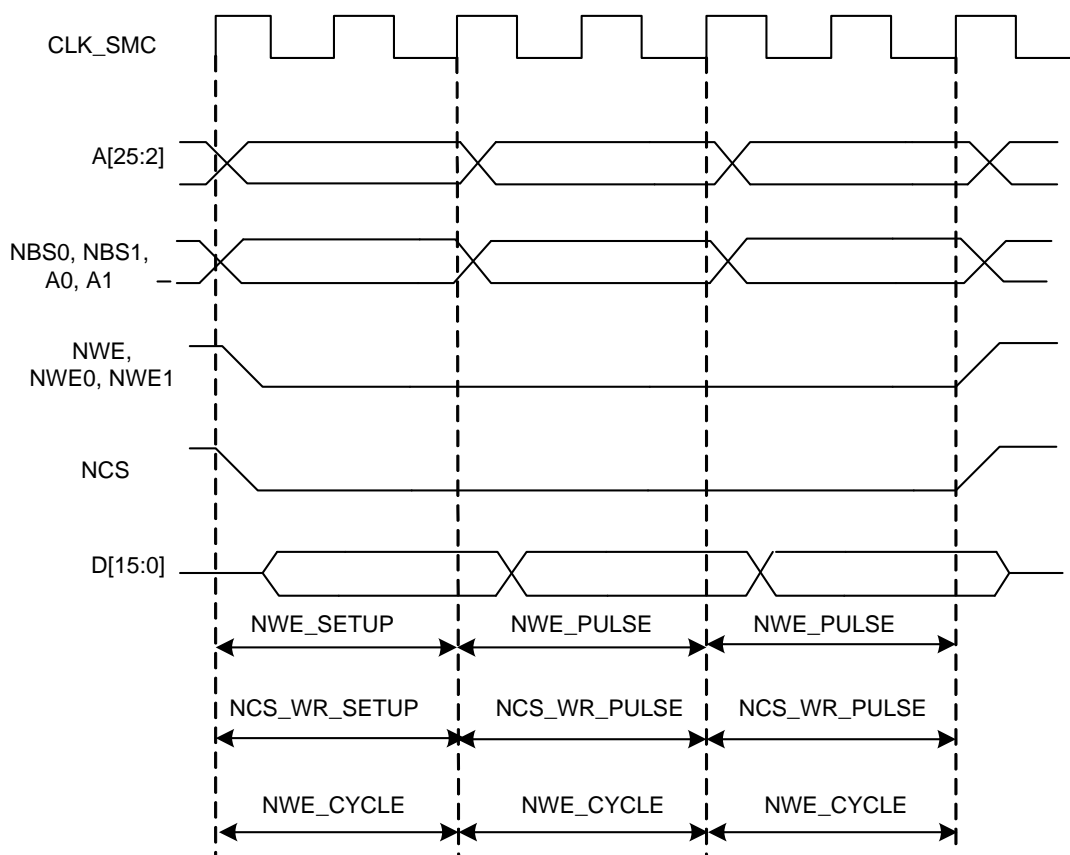 CLK_SMC
A[25:2]
NBS0, NBS1,
A0, A1
NWE,
NWE0, NWE1
NCS
D[15:0]
NWE_SETUP NWE_PULSE NWE_PULSE
NCS_WR_SETUP NCS_WR_PULSE NCS_WR_PULSE
NWE_CYCLE NWE_CYCLE NWE_CYCLE